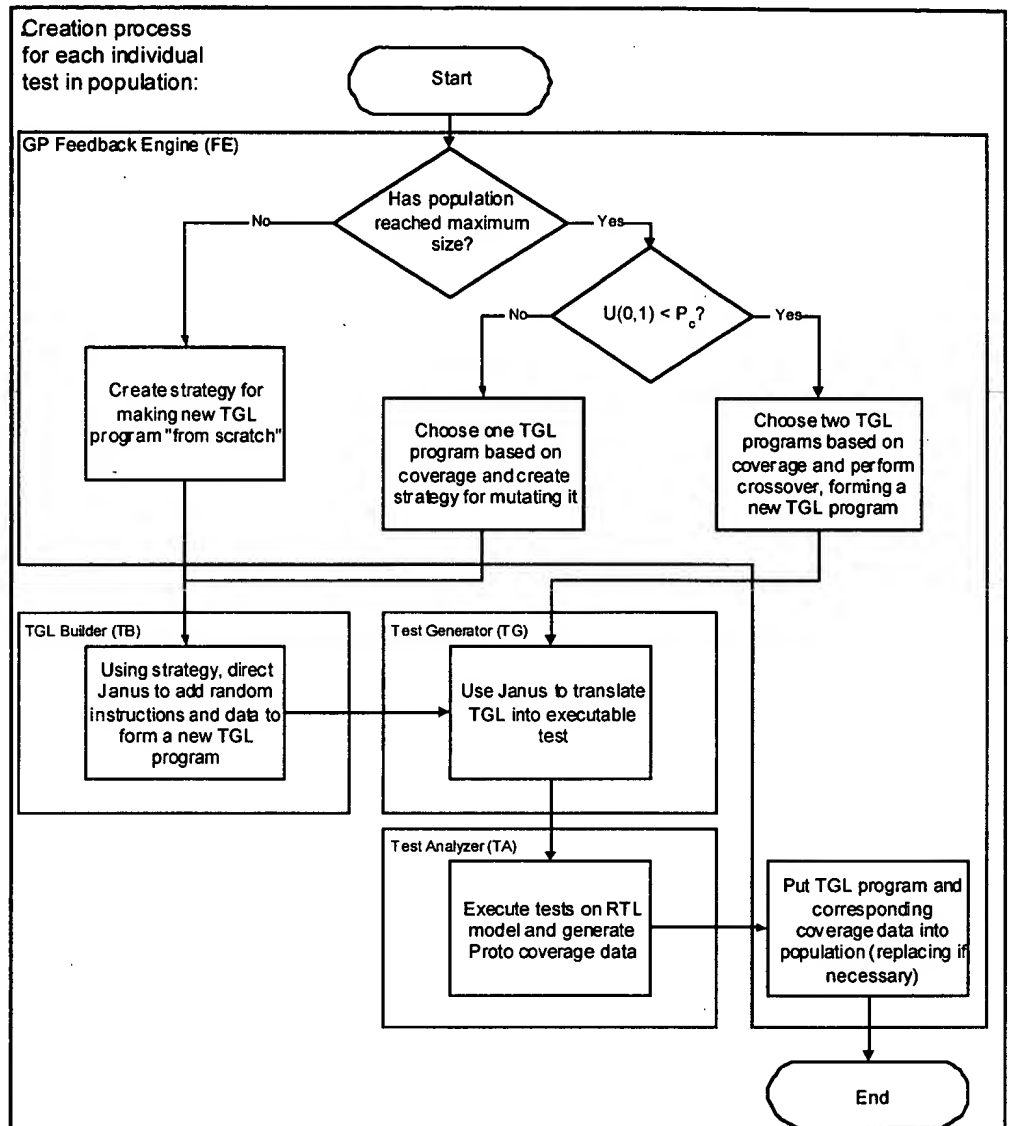 Creation process
for each individual
test in population:
Start
GP Feedback Engine (FE)
Has population
reached maximum
size?
No
Yes
U(0,1) < Pc?
No
Yes
Create strategy for
making new TGL
program "from scratch"
Choose one TGL
program based on
coverage and create
strategy for mutating it
Choose two TGL
programs based on
coverage and perform
crossover, forming a
new TGL program
TGL Builder (TB)
Using strategy, direct
Janus to add random
instructions and data to
form a new TGL
program
Test Generator (TG)
Use Janus to translate
TGL into executable
test
Test Analyzer (TA)
Execute tests on RTL
model and generate
Proto coverage data
Put TGL program and
corresponding
coverage data into
population (replacing if
necessary)
End